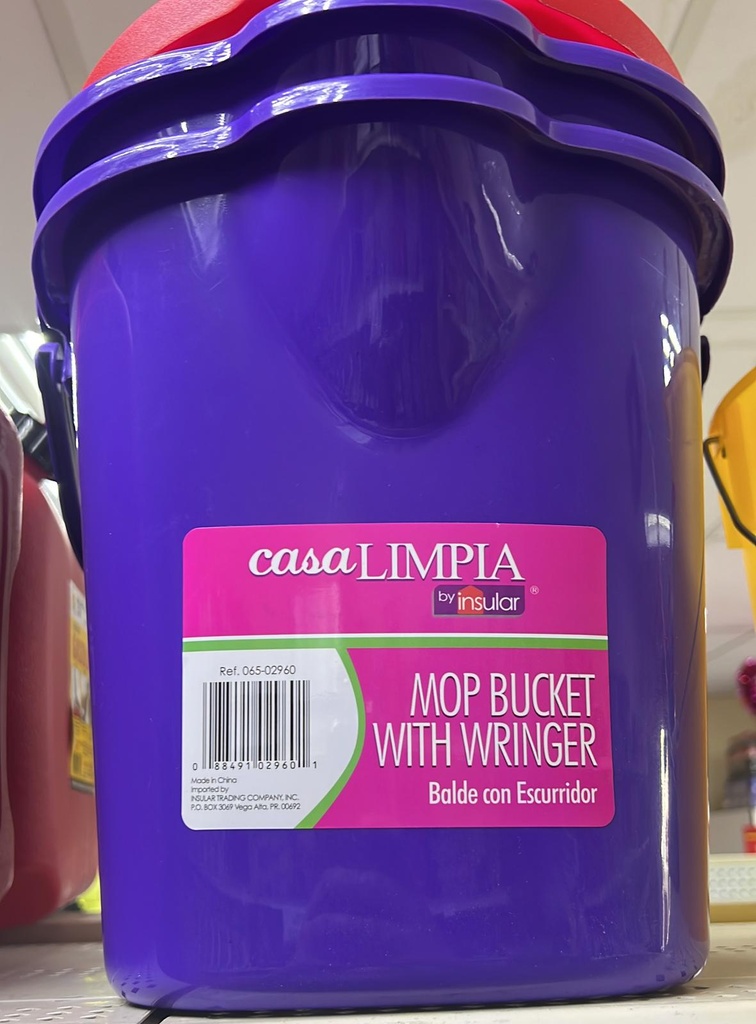 casaLIMPIA
by insular ®
Ref. 065-02960
0 88491 02960 1
Made in China
Imported by
INSULAR TRADING COMPANY, INC.
P.O. BOX 3069 Vega Alta, PR. 00692
MOP BUCKET
WITH WRINGER
Balde con Escurridor